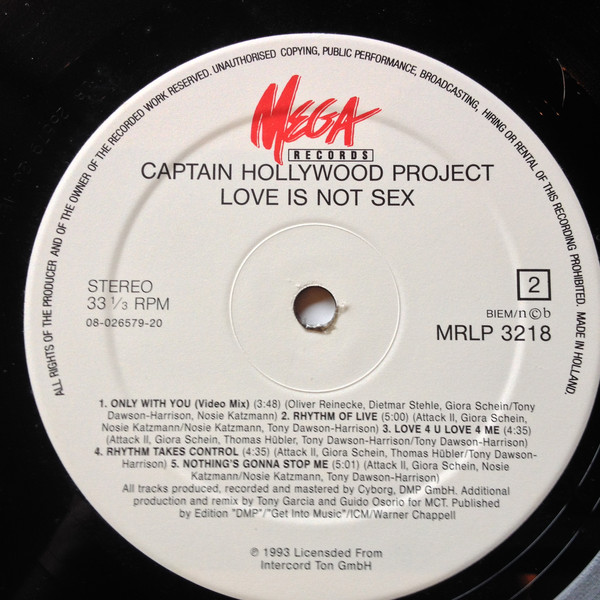 ALL RIGHTS OF THE PRODUCER AND OF THE OWNER OF THE RECORDED WORK RESERVED. UNAUTHORISED COPYING, PUBLIC PERFORMANCE, BROADCASTING, HIRING OR RENTAL OF THIS RECORDING PROHIBITED. MADE IN HOLLAND.
MEGA
RECORDS
CAPTAIN HOLLYWOOD PROJECT
LOVE IS NOT SEX
STEREO
33 1/3 RPM
08-026579-20
2
BIEM/n©b
MRLP 3218
1. ONLY WITH YOU (Video Mix) (3:48) (Oliver Reinecke, Dietmar Stehle, Giora Schein/Tony
Dawson-Harrison, Nosie Katzmann) 2. RHYTHM OF LIVE (5:00) (Attack II, Giora Schein,
Nosie Katzmann/Nosie Katzmann, Tony Dawson-Harrison) 3. LOVE 4 U LOVE 4 ME (4:35)
(Attack II, Giora Schein, Thomas Hübler, Tony Dawson-Harrison/Tony Dawson-Harrison)
4. RHYTHM TAKES CONTROL (4:35) (Attack II, Giora Schein, Thomas Hübler/Tony Dawson-
Harrison) 5. NOTHING'S GONNA STOP ME (5:01) (Attack II, Giora Schein, Nosie
Katzmann/Nosie Katzmann, Tony Dawson-Harrison)
All tracks produced, recorded and mastered by Cyborg, DMP GmbH. Additional
production and remix by Tony Garcia and Guido Osorio for MCT. Published
by Edition "DMP"/"Get Into Music"/ICM/Warner Chappell
℗ 1993 Licensded From
Intercord Ton GmbH